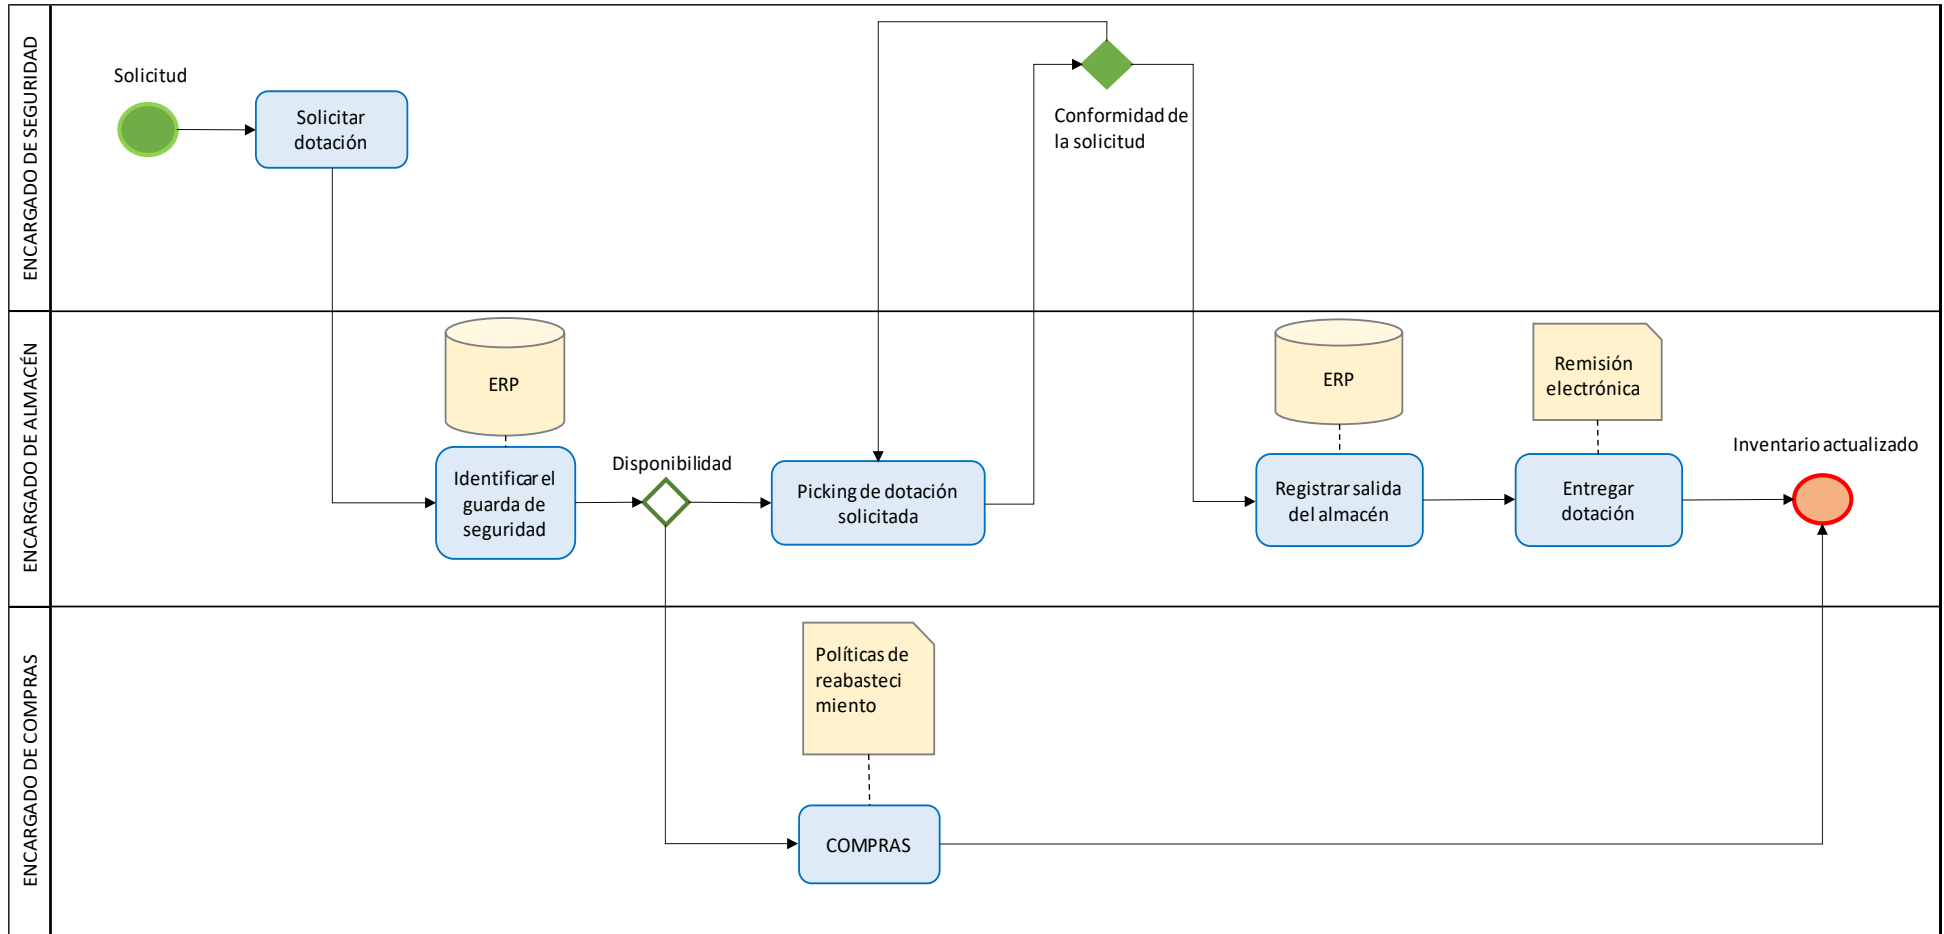 ENCARGADO DE SEGURIDAD
Solicitud
Solicitar
dotación
Conformidad de
la solicitud
ENCARGADO DE ALMACÉN
ERP
Identificar el
guarda de
seguridad
Disponibilidad
Picking de dotación
solicitada
ERP
Registrar salida
del almacén
Remisión
electrónica
Entregar
dotación
Inventario actualizado
ENCARGADO DE COMPRAS
Políticas de
reabasteci
miento
COMPRAS